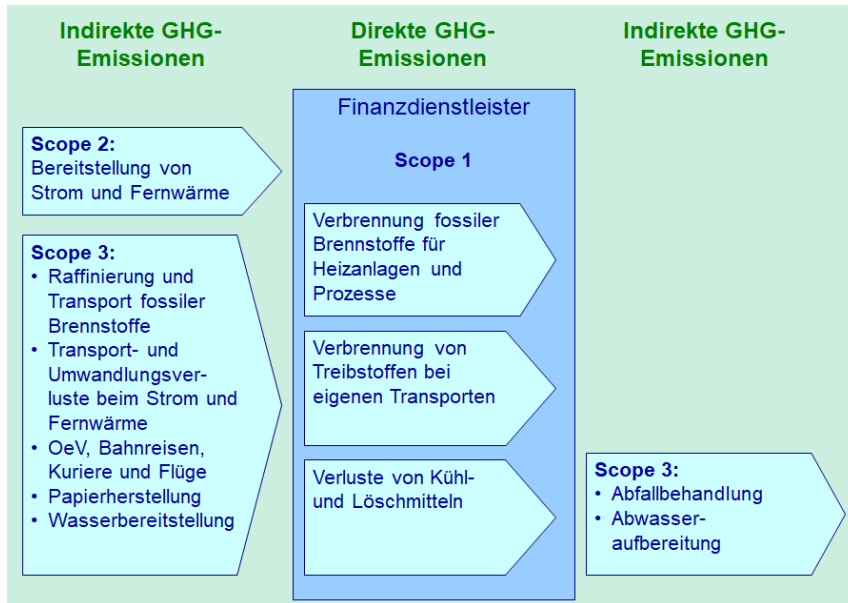 Indirekte GHG-
Emissionen
Direkte GHG-
Emissionen
Indirekte GHG-
Emissionen
Finanzdienstleister
Scope 2:
Bereitstellung von
Strom und Fernwärme
Scope 3:
• Raffinierung und
Transport fossiler
Brennstoffe
• Transport- und
Umwandlungsver-
luste beim Strom und
Fernwärme
• OeV, Bahnreisen,
Kuriere und Flüge
• Papierherstellung
• Wasserbereitstellung
Scope 1
Verbrennung fossiler
Brennstoffe für
Heizanlagen und
Prozesse
Verbrennung von
Treibstoffen bei
eigenen Transporten
Verluste von Kühl-
und Löschmitteln
Scope 3:
• Abfallbehandlung
• Abwasser-
aufbereitung